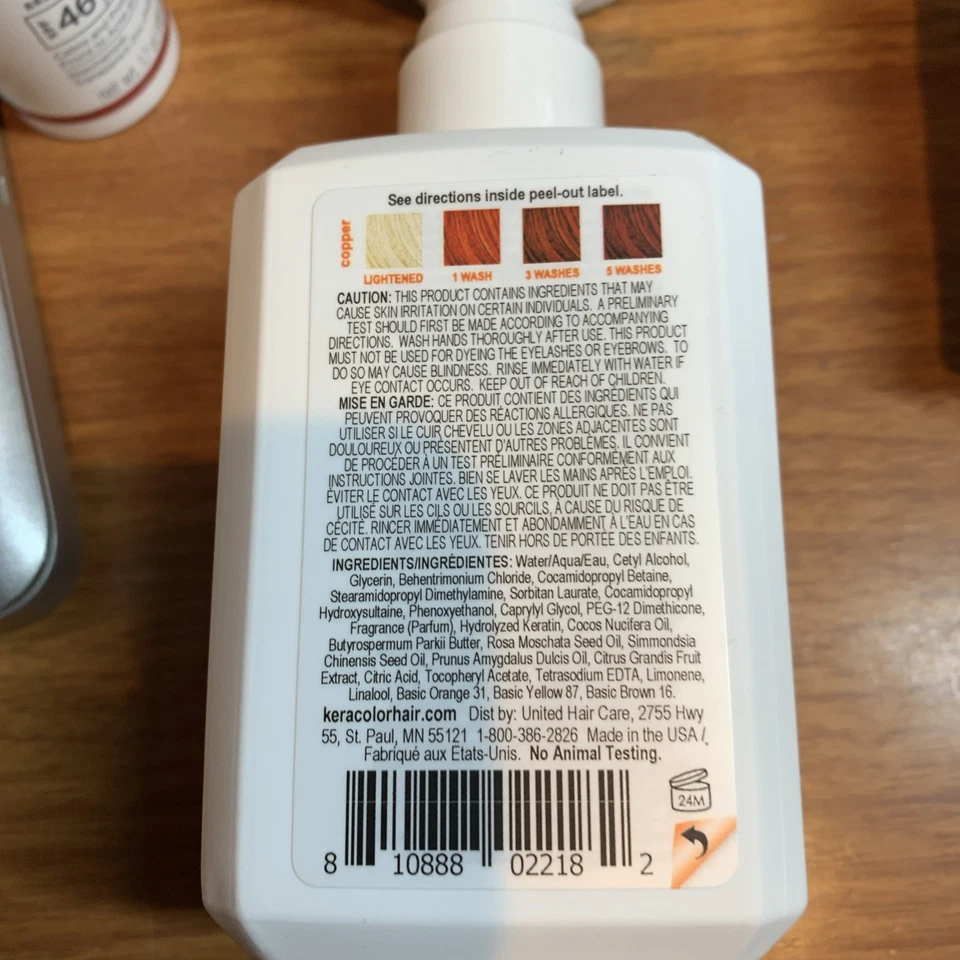 46
See directions inside peel-out label.
copper
LIGHTENED 1 WASH 3 WASHES 5 WASHES
CAUTION: THIS PRODUCT CONTAINS INGREDIENTS THAT MAY
CAUSE SKIN IRRITATION ON CERTAIN INDIVIDUALS. A PRELIMINARY
TEST SHOULD FIRST BE MADE ACCORDING TO ACCOMPANYING
DIRECTIONS. WASH HANDS THOROUGHLY AFTER USE. THIS PRODUCT
MUST NOT BE USED FOR DYEING THE EYELASHES OR EYEBROWS. TO
DO SO MAY CAUSE BLINDNESS. RINSE IMMEDIATELY WITH WATER IF
EYE CONTACT OCCURS. KEEP OUT OF REACH OF CHILDREN.
MISE EN GARDE: CE PRODUIT CONTIENT DES INGRÉDIENTS QUI
PEUVENT PROVOQUER DES RÉACTIONS ALLERGIQUES. NE PAS
UTILISER SI LE CUIR CHEVELU OU LES ZONES ADJACENTES SONT
DOULOUREUX OU PRÉSENTENT D'AUTRES PROBLÈMES. IL CONVIENT
DE PROCÉDER À UN TEST PRÉLIMINAIRE CONFORMÉMENT AUX
INSTRUCTIONS JOINTES. BIEN SE LAVER LES MAINS APRÈS L'EMPLOI.
ÉVITER LE CONTACT AVEC LES YEUX. CE PRODUIT NE DOIT PAS ÊTRE
UTILISÉ SUR LES CILS OU LES SOURCILS, À CAUSE DU RISQUE DE
CÉCITÉ. RINCER IMMÉDIATEMENT ET ABONDAMMENT À L'EAU EN CAS
DE CONTACT AVEC LES YEUX. TENIR HORS DE PORTÉE DES ENFANTS.
INGREDIENTS/INGRÉDIENTES: Water/Aqua/Eau, Cetyl Alcohol,
Glycerin, Behentrimonium Chloride, Cocamidopropyl Betaine,
Stearamidopropyl Dimethylamine, Sorbitan Laurate, Cocamidopropyl
Hydroxysultaine, Phenoxyethanol, Caprylyl Glycol, PEG-12 Dimethicone,
Fragrance (Parfum), Hydrolyzed Keratin, Cocos Nucifera Oil,
Butyrospermum Parkii Butter, Rosa Moschata Seed Oil, Simmondsia
Chinensis Seed Oil, Prunus Amygdalus Dulcis Oil, Citrus Grandis Fruit
Extract, Citric Acid, Tocopheryl Acetate, Tetrasodium EDTA, Limonene,
Linalool, Basic Orange 31, Basic Yellow 87, Basic Brown 16.
keracolorhair.com Dist by: United Hair Care, 2755 Hwy
55, St. Paul, MN 55121 1-800-386-2826 Made in the USA /
Fabriqué aux Etats-Unis. No Animal Testing.
24M
8 10888 02218 2